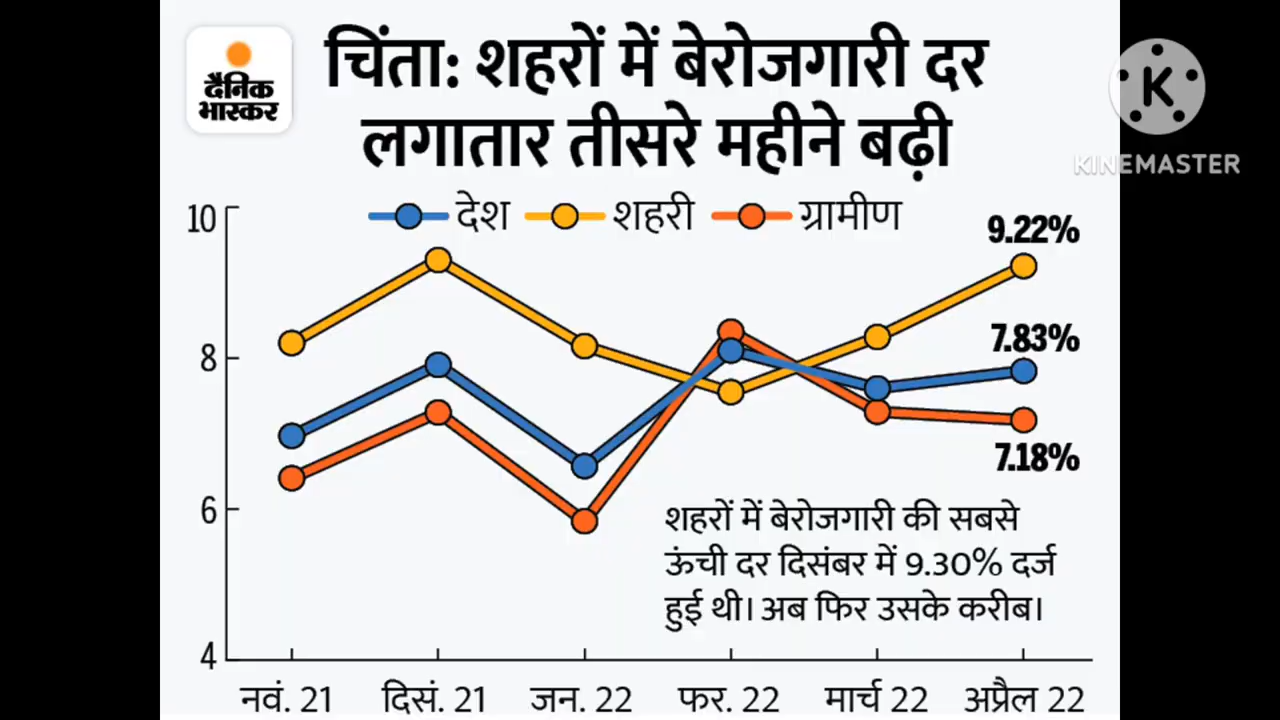 दैनिक
भास्कर
चिंता: शहरों में बेरोजगारी दर
लगातार तीसरे महीने बढ़ी
K
KINEMASTER
देश शहरी ग्रामीण
10
8
6
4
9.22%
7.83%
7.18%
शहरों में बेरोजगारी की सबसे
ऊंची दर दिसंबर में 9.30% दर्ज
हुई थी। अब फिर उसके करीब।
नवं. 21 दिसं. 21 जन. 22 फर. 22 मार्च 22 अप्रैल 22